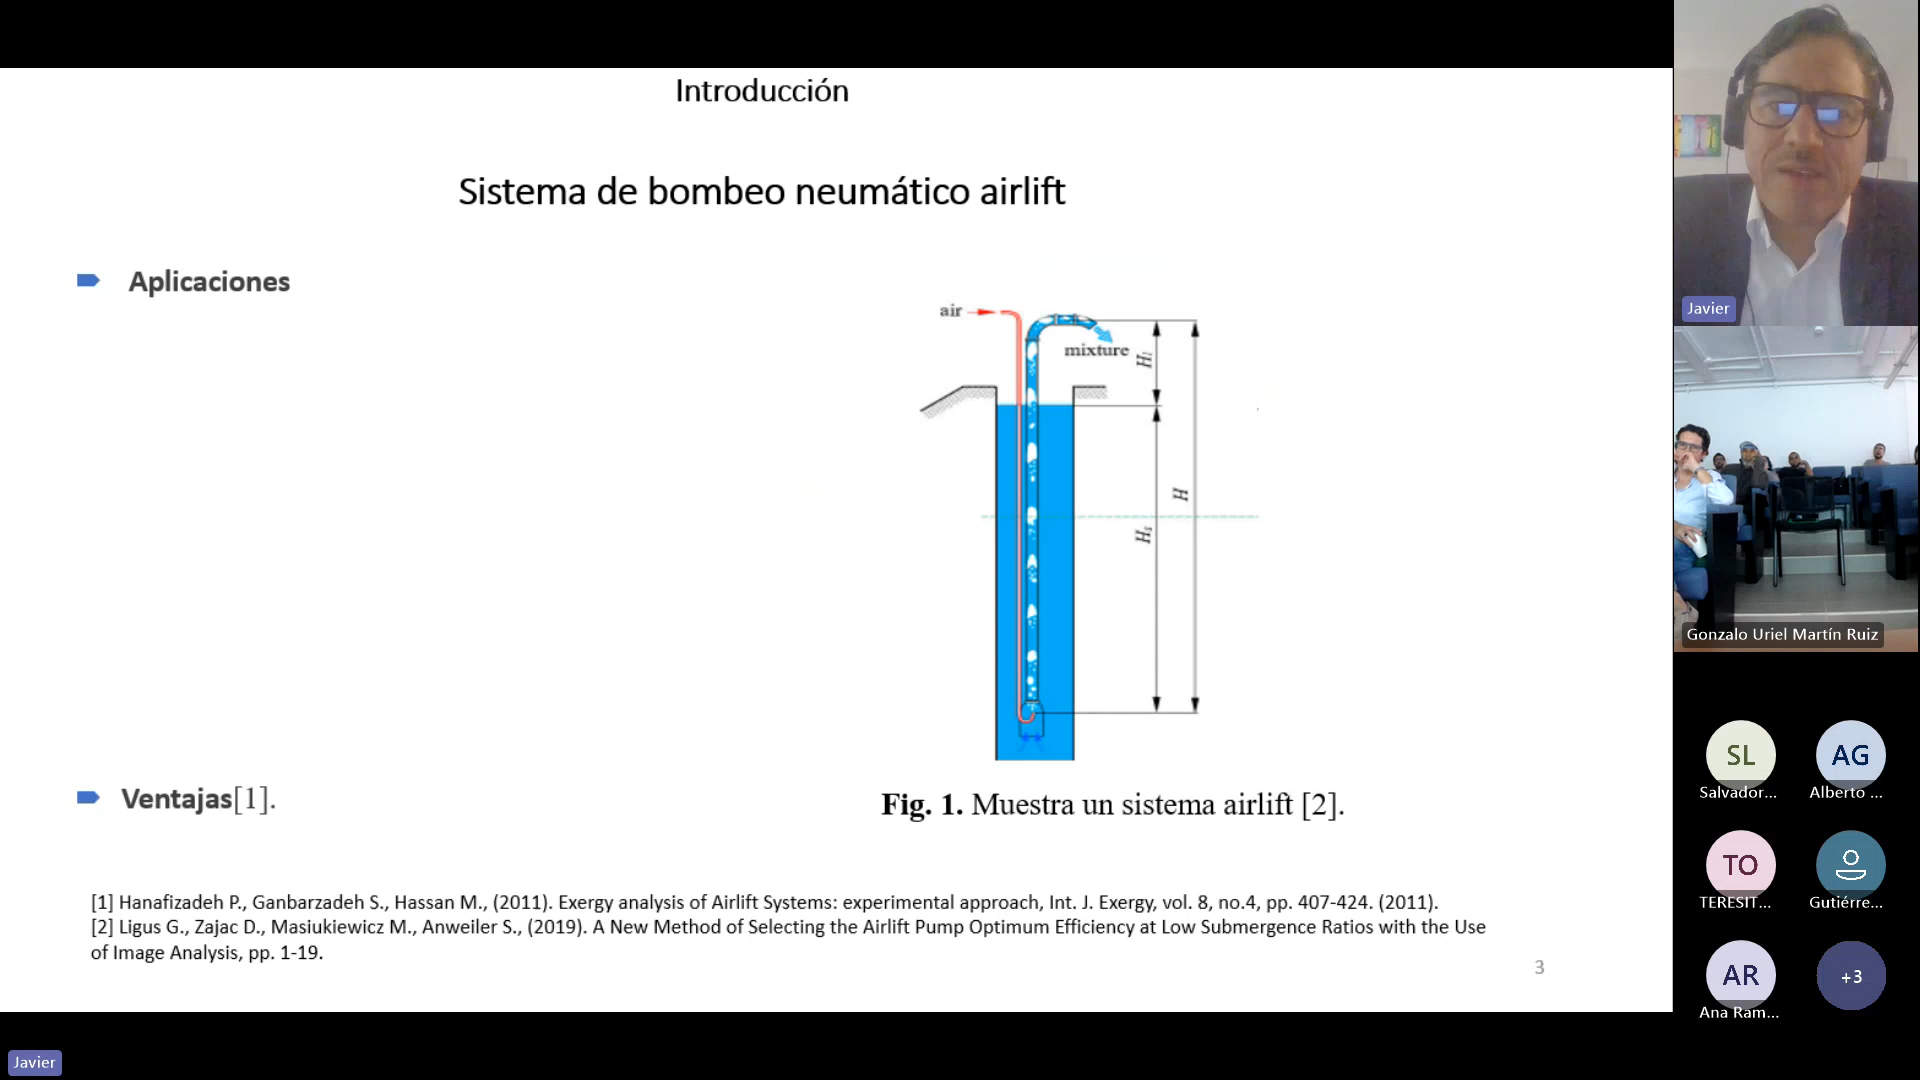 Introducción
Sistema de bombeo neumático airlift
Aplicaciones
air
mixture
H₁
H
Hₛ
Ventajas[1].
Fig. 1. Muestra un sistema airlift [2].
[1] Hanafizadeh P., Ganbarzadeh S., Hassan M., (2011). Exergy analysis of Airlift Systems: experimental approach, Int. J. Exergy, vol. 8, no.4, pp. 407-424. (2011).
[2] Ligus G., Zajac D., Masiukiewicz M., Anweiler S., (2019). A New Method of Selecting the Airlift Pump Optimum Efficiency at Low Submergence Ratios with the Use
of Image Analysis, pp. 1-19.
3
Javier
Gonzalo Uriel Martín Ruiz
SL
Salvador...
AG
Alberto ...
TO
TERESIT...
Gutiérre...
AR
Ana Ram...
+3
Javier